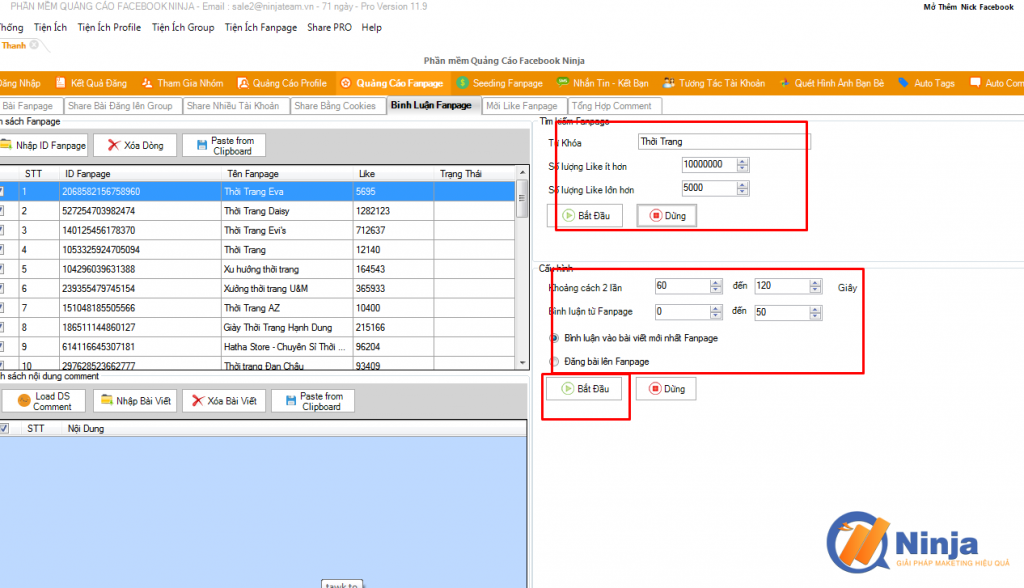 PHẦN MỀM QUẢNG CÁO FACEBOOK NINJA - Email : sale2@ninjateam.vn - 71 ngày - Pro Version 11.9
Mở Thêm Nick Facebook
hống Tiện Ích Tiện Ích Profile Tiện Ích Group Tiện Ích Fanpage Share PRO Help
Thanh
Phần mềm Quảng Cáo Facebook Ninja
Đăng Nhập Kết Quả Đăng Tham Gia Nhóm Quảng Cáo Profile Quảng Cáo Fanpage Seeding Fanpage Nhắn Tin - Kết Bạn Tương Tác Tài Khoản Quét Hình Ảnh Bạn Bè Auto Tags Auto Com
Bài Fanpage Share Bài Đăng lên Group Share Nhiều Tài Khoản Share Bằng Cookies Bình Luận Fanpage Mời Like Fanpage Tổng Hợp Comment
h sách Fanpage
Nhập ID Fanpage Xóa Dòng Paste from Clipboard
STT ID Fanpage Tên Fanpage Like Trạng Thái
1 2068582156758960 Thời Trang Eva 5695
2 527254703982474 Thời Trang Daisy 1282123
3 140125456178370 Thời Trang Evi's 712637
4 1053325924705094 Thời Trang 12140
5 104296039631388 Xu hướng thời trang 164543
6 239355479745154 Xưởng thời trang U&M 365933
7 151048185505566 Thời Trang AZ 10400
8 186511144860127 Giày Thời Trang Hạnh Dung 215166
9 614116645307181 Hatha Store - Chuyên Sỉ Thời ... 96204
10 297628523662777 Thời trang Đan Châu 93409
h sách nội dung comment
Load DS Comment Nhập Bài Viết Xóa Bài Viết Paste from Clipboard
STT Nội Dung
Tìm kiếm Fanpage
Từ Khóa Thời Trang
Số lượng Like ít hơn 10000000
Số lượng Like lớn hơn 5000
Bắt Đầu Dừng
Cấu hình
Khoảng cách 2 lần 60 đến 120 Giây
Bình luận từ Fanpage 0 đến 50
Bình luận vào bài viết mới nhất Fanpage
Đăng bài lên Fanpage
Bắt Đầu Dừng
Ninja
GIẢI PHÁP MAKETING HIỆU QUẢ
tawk.to